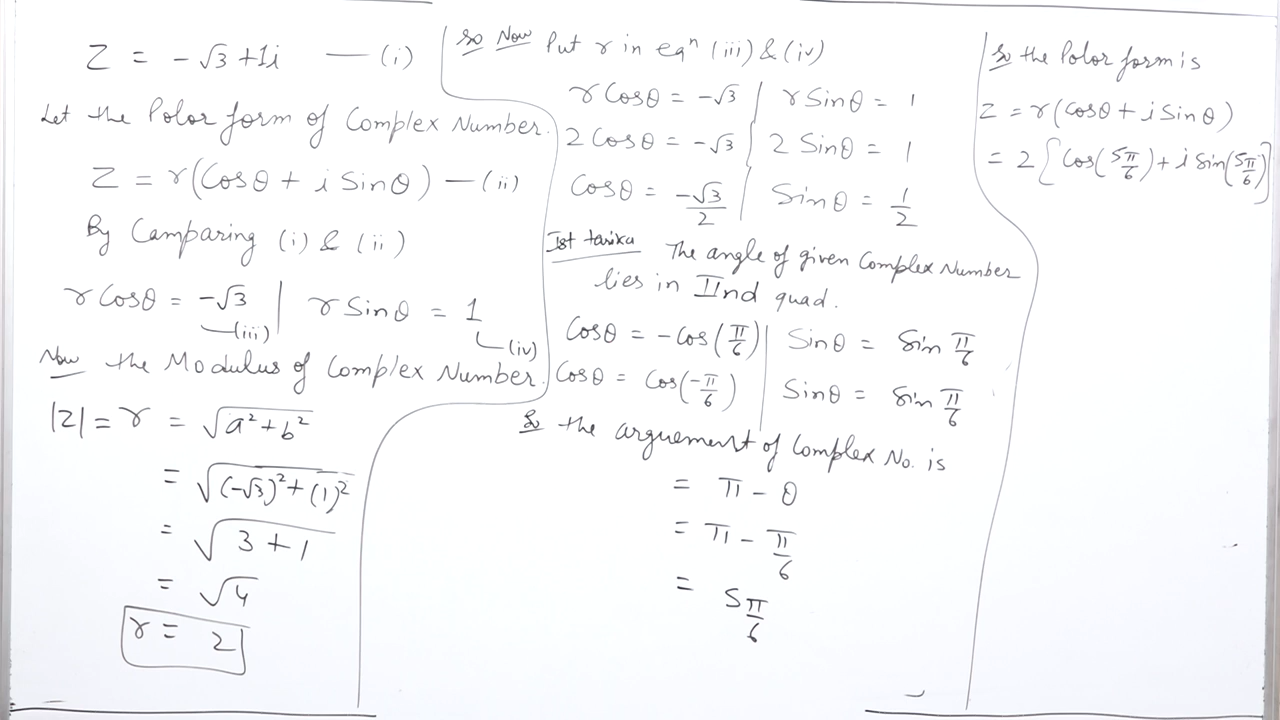 Z = -√3 + 1i — (i)
Let the Polar form of Complex Number.
Z = r(Cosθ + i Sinθ) — (ii)
By Camparing (i) & (ii)
r Cosθ = -√3 | r Sinθ = 1
(iii) (iv)
Now the Modulus of Complex Number.
|Z| = r = √a² + b²
= √(-√3)² + (1)²
= √3 + 1
= √4
r = 2
So Now Put r in eqⁿ (iii) & (iv)
r Cosθ = -√3 | r Sinθ = 1
2 Cosθ = -√3 | 2 Sinθ = 1
Cosθ = -√3/2 | Sinθ = 1/2
Ist tarika The angle of given Complex Number
lies in IInd quad.
Cosθ = -Cos(π/6) | Sinθ = Sin π/6
Cosθ = Cos(-π/6) | Sinθ = Sin π/6
So the arguement of Complex No. is
= π - θ
= π - π/6
= 5π/6
So the Polar form is
Z = r(Cosθ + i Sinθ)
= 2[Cos(5π/6) + i Sin(5π/6)]